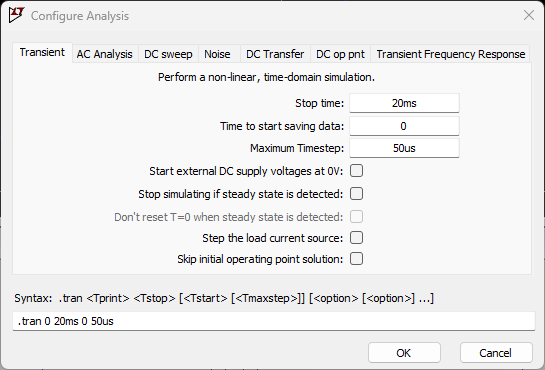 Configure Analysis
Transient AC Analysis DC sweep Noise DC Transfer DC op pnt Transient Frequency Response
Perform a non-linear, time-domain simulation.
Stop time: 20ms
Time to start saving data: 0
Maximum Timestep: 50us
Start external DC supply voltages at 0V:
Stop simulating if steady state is detected:
Don't reset T=0 when steady state is detected:
Step the load current source:
Skip initial operating point solution:
Syntax: .tran <Tprint> <Tstop> [<Tstart> [<Tmaxstep>]] [<option> [<option>] ...]
.tran 0 20ms 0 50us
OK Cancel